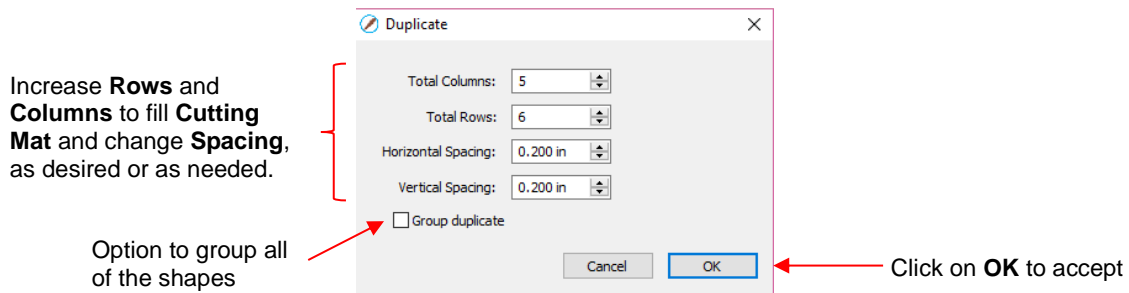 Duplicate
Increase Rows and
Columns to fill Cutting
Mat and change Spacing,
as desired or as needed.
Total Columns: 5
Total Rows: 6
Horizontal Spacing: 0.200 in
Vertical Spacing: 0.200 in
Group duplicate
Option to group all
of the shapes
Cancel OK
Click on OK to accept